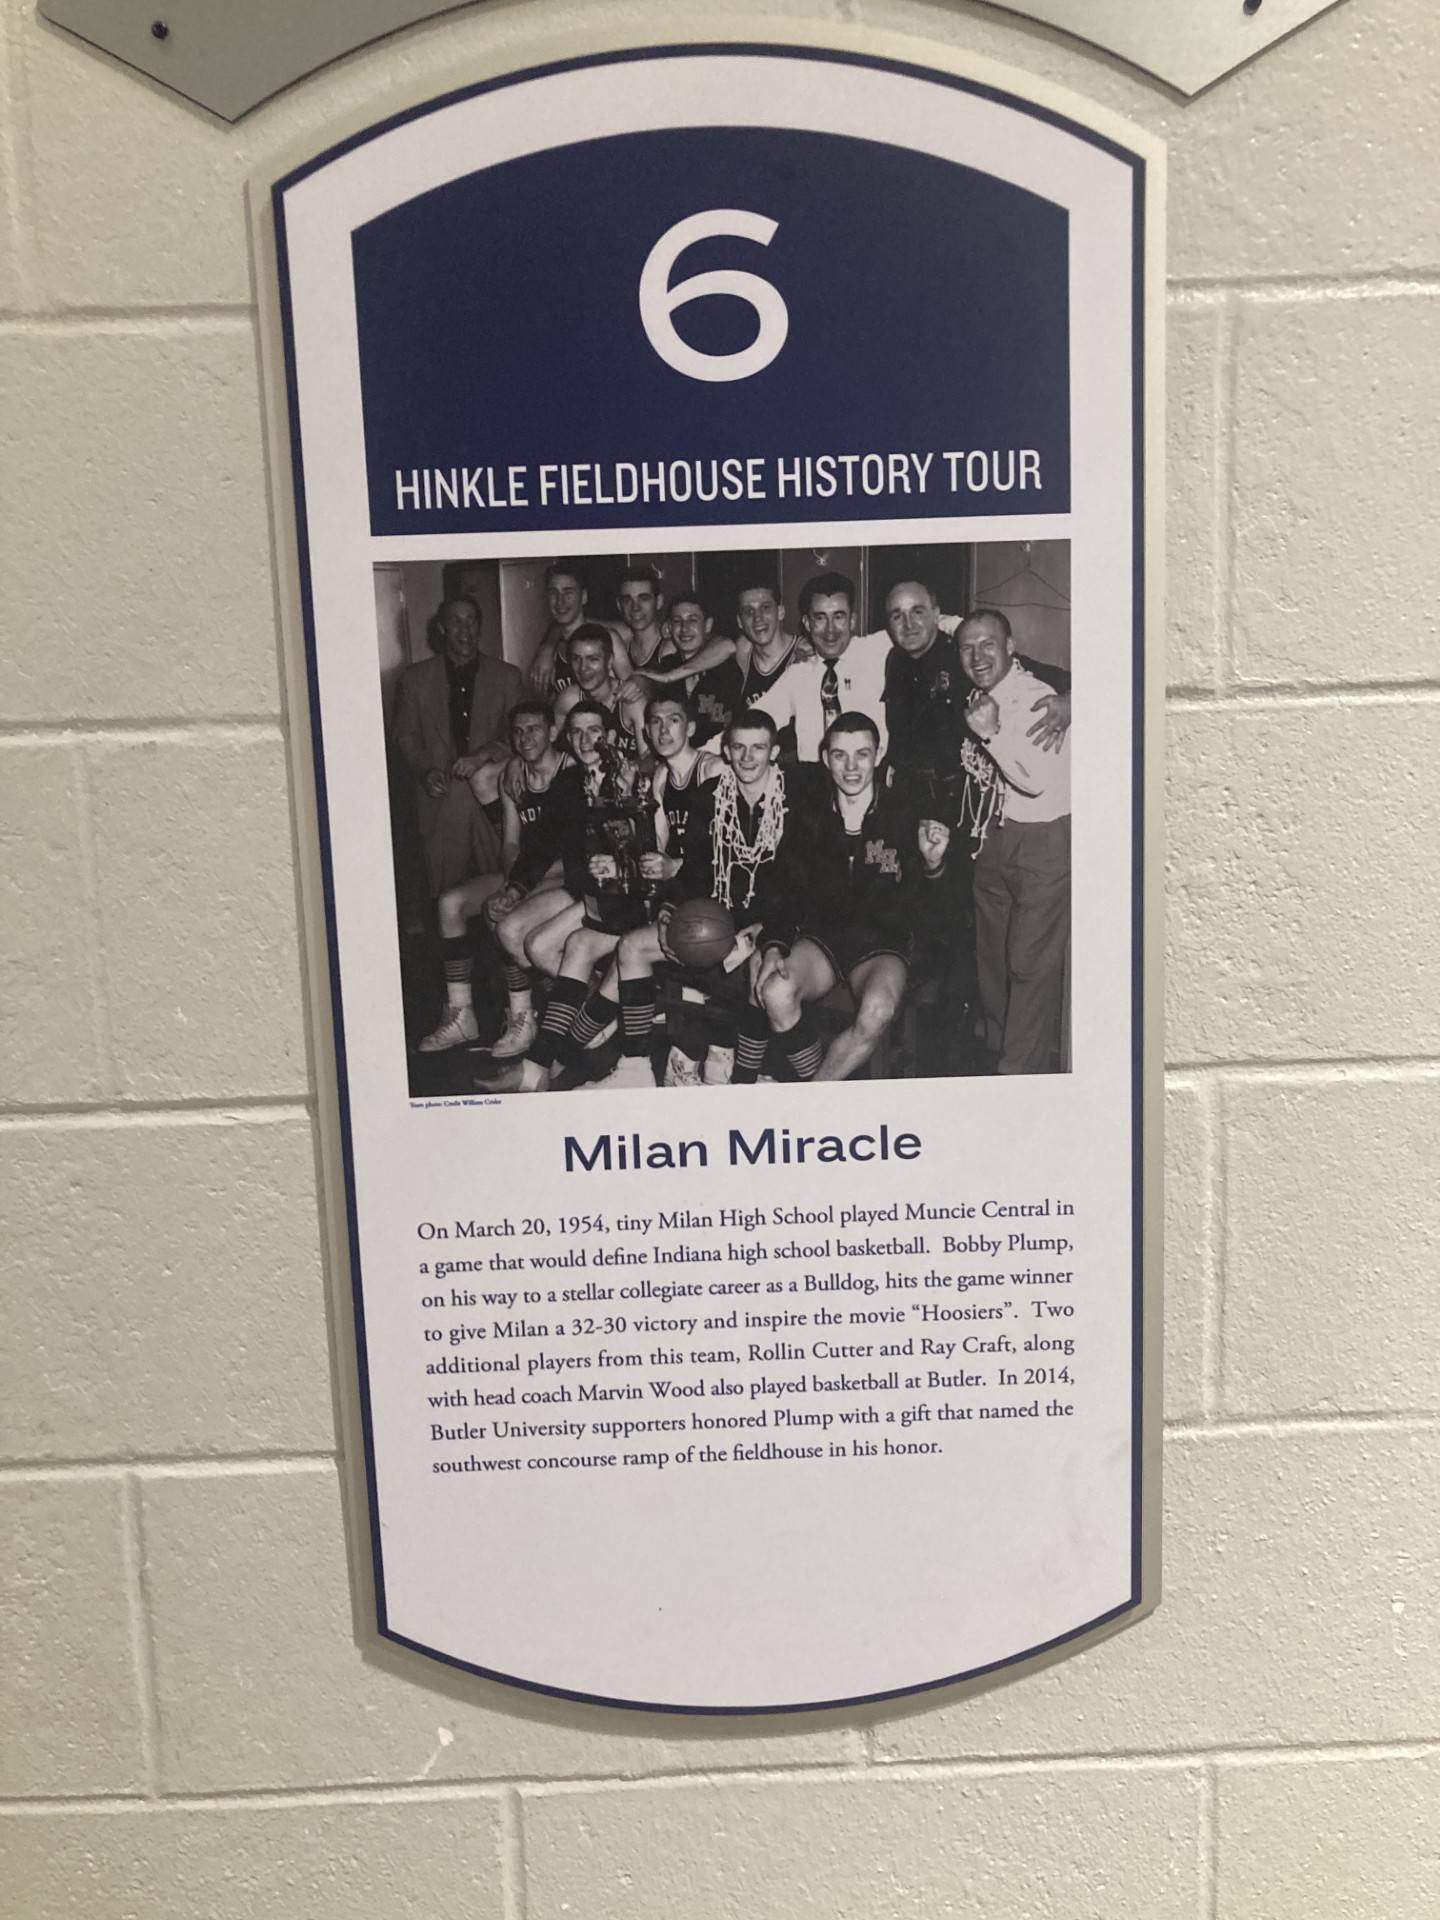 6
HINKLE FIELDHOUSE HISTORY TOUR
Team photo: Credit William Crider
Milan Miracle
On March 20, 1954, tiny Milan High School played Muncie Central in
a game that would define Indiana high school basketball. Bobby Plump,
on his way to a stellar collegiate career as a Bulldog, hits the game winner
to give Milan a 32-30 victory and inspire the movie “Hoosiers”. Two
additional players from this team, Rollin Cutter and Ray Craft, along
with head coach Marvin Wood also played basketball at Butler. In 2014,
Butler University supporters honored Plump with a gift that named the
southwest concourse ramp of the fieldhouse in his honor.